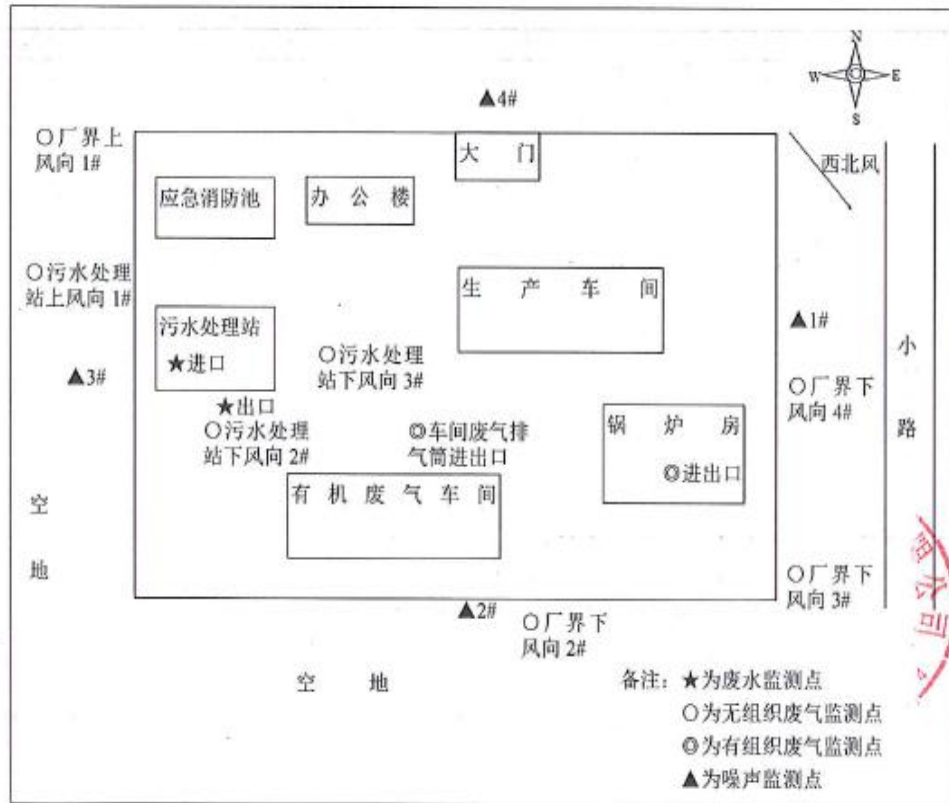 N
▲4#
W
E
S
○厂界上
风向 1#
大 门
西北风
应急消防池
办 公 楼
○污水处理
站上风向 1#
生 产 车 间
▲1#
污水处理站
★进口
小
路
○污水处理
站下风向 3#
▲3#
○厂界下
风向 4#
★出口
○污水处理
站下风向 2#
◎车间废气排
气筒进出口
锅 炉 房
◎进出口
有 机 废 气 车 间
空
地
○厂界下
风向 3#
▲2#
○厂界下
风向 2#
公司
空 地
备注：★为废水监测点
○为无组织废气监测点
◎为有组织废气监测点
▲为噪声监测点